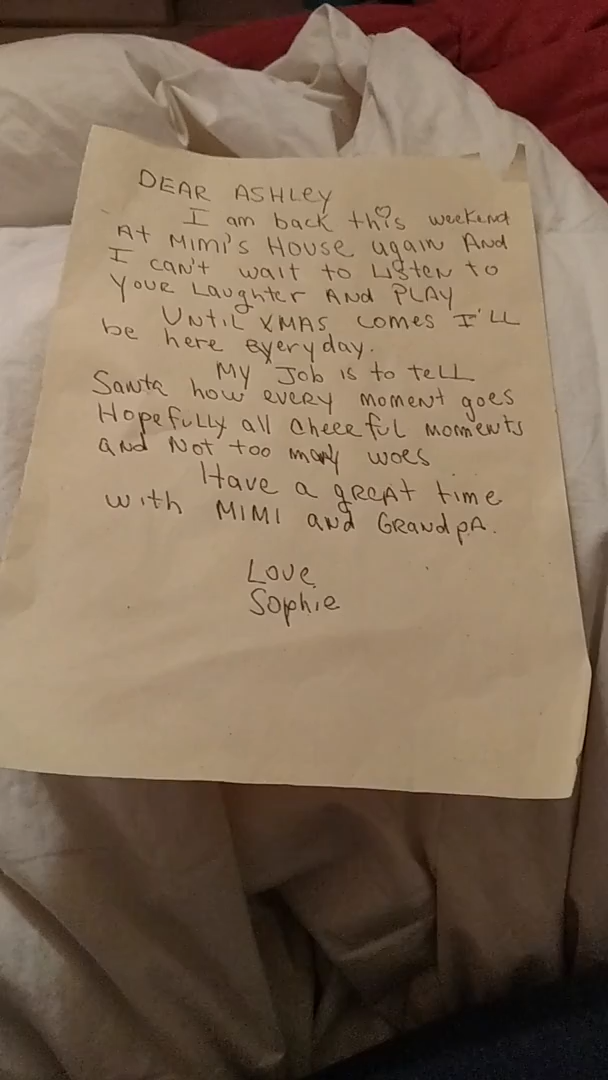 DEAR ASHLEY
I am back this weekend
At Mimi's House again And
I can't wait to Listen to
Your Laughter AND PLAY
UNTIL XMAS comes I'LL
be here Everyday.
My Job is to teLL
Santa how every moment goes
HopefuLLy all cheerful moments
and Not too many woes
Have a great time
with MIMI and GRandpA.
Love
Sophie